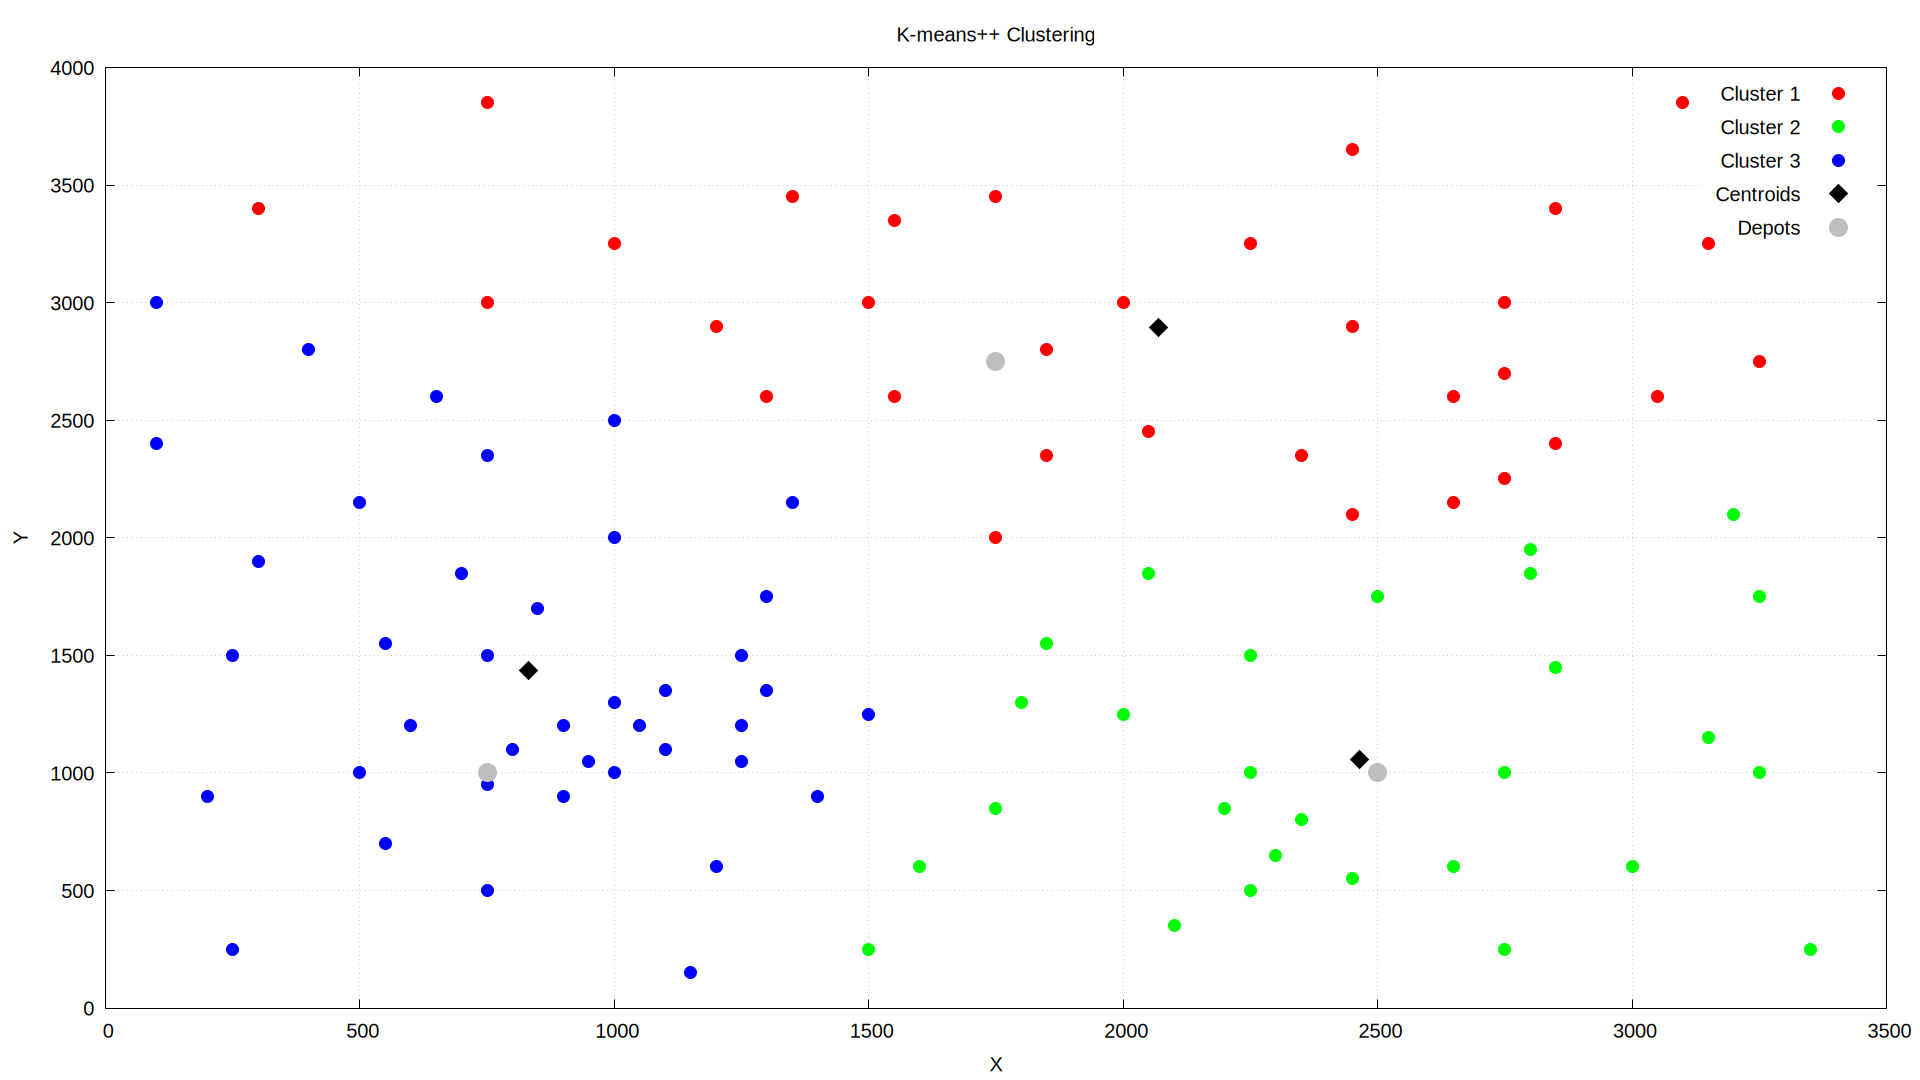 K-means++ Clustering
4000
3500
3000
2500
2000
1500
1000
500
0
Y
Cluster 1
Cluster 2
Cluster 3
Centroids
Depots
0 500 1000 1500 2000 2500 3000 3500
X